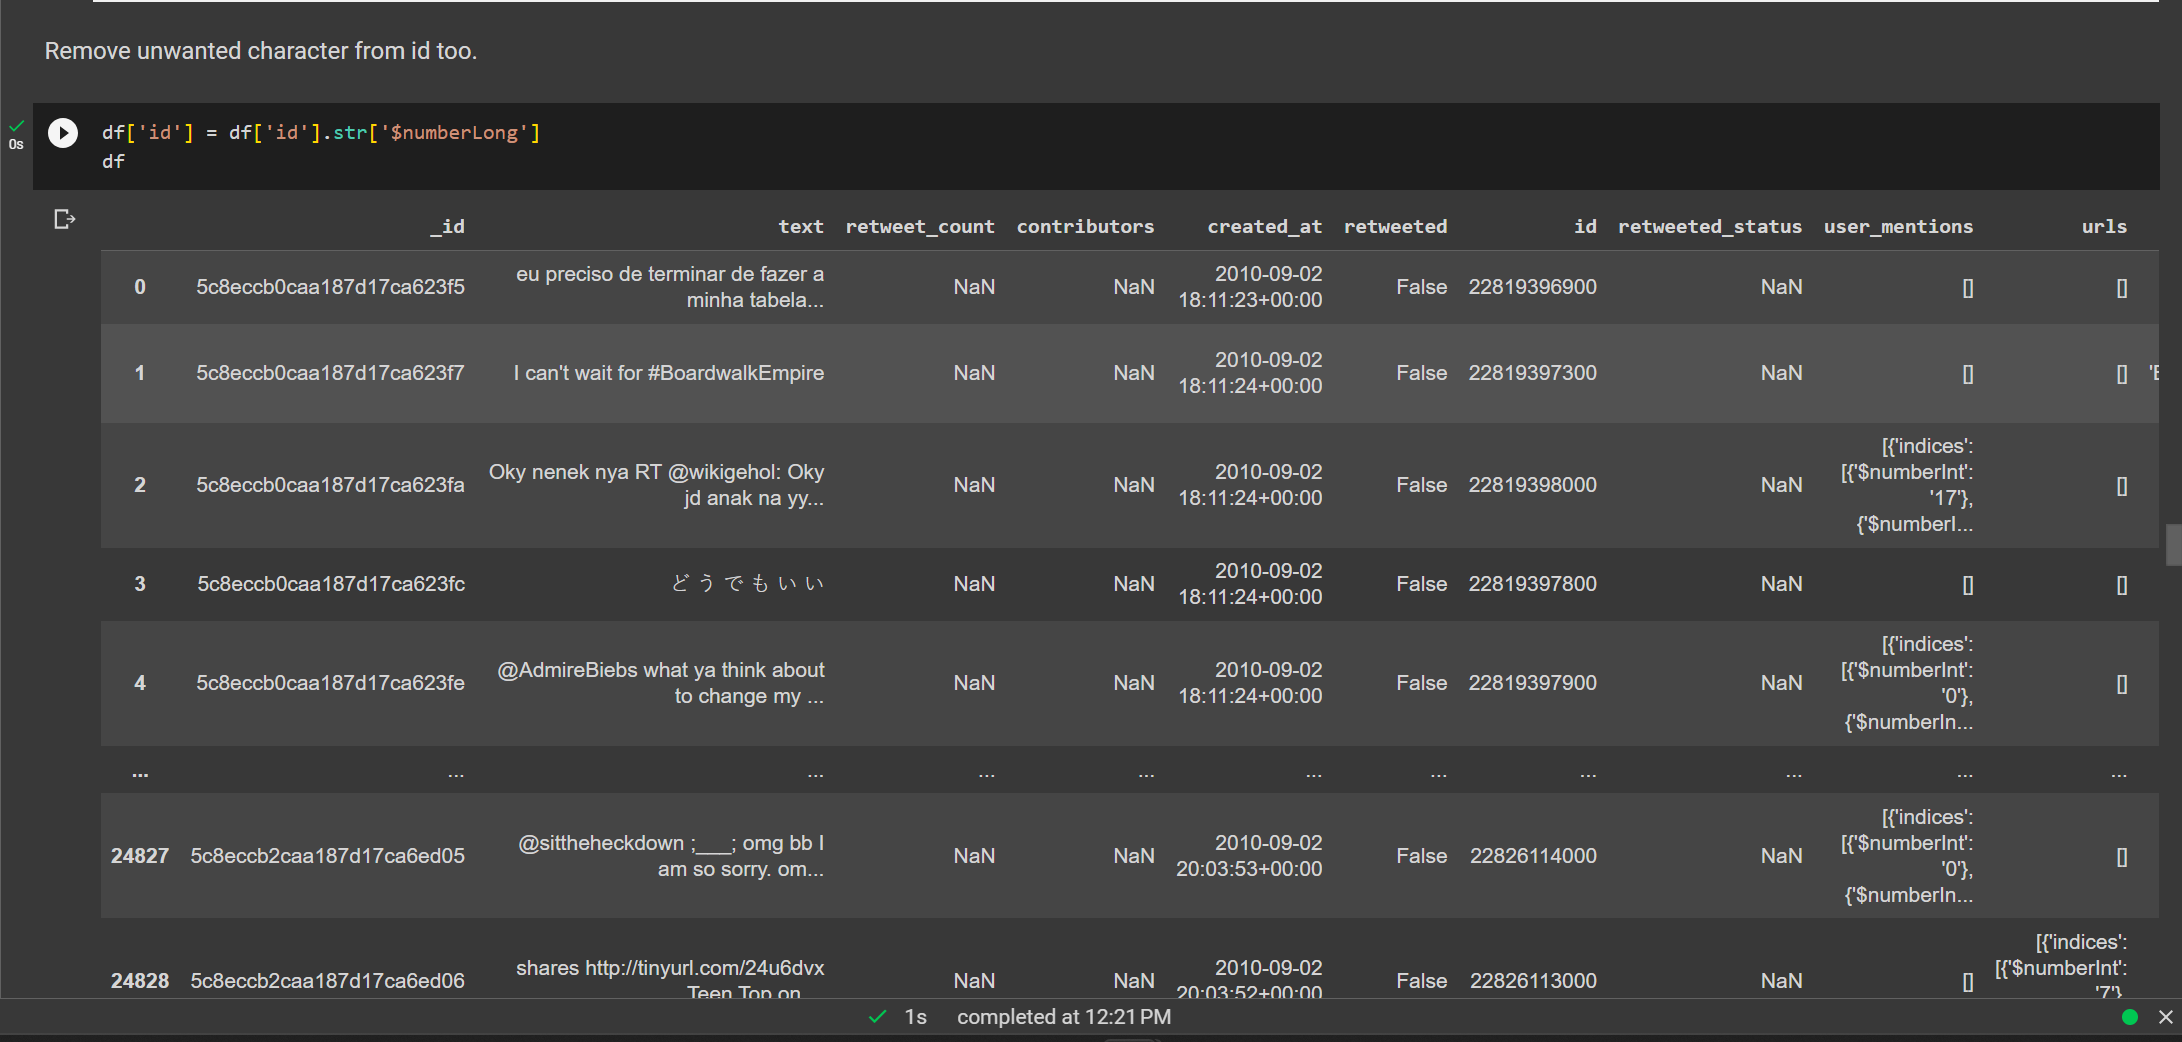 Remove unwanted character from id too.
0s
df['id'] = df['id'].str['$numberLong']
df
_id text retweet_count contributors created_at retweeted id retweeted_status user_mentions urls
0 5c8eccb0caa187d17ca623f5 eu preciso de terminar de fazer a minha tabela... NaN NaN 2010-09-02 18:11:23+00:00 False 22819396900 NaN [] []
1 5c8eccb0caa187d17ca623f7 I can't wait for #BoardwalkEmpire NaN NaN 2010-09-02 18:11:24+00:00 False 22819397300 NaN [] []
2 5c8eccb0caa187d17ca623fa Oky nenek nya RT @wikigehol: Oky jd anak na yy... NaN NaN 2010-09-02 18:11:24+00:00 False 22819398000 NaN [{'indices': [{'$numberInt': '17'}, {'$numberI... []
3 5c8eccb0caa187d17ca623fc どうでもいい NaN NaN 2010-09-02 18:11:24+00:00 False 22819397800 NaN [] []
4 5c8eccb0caa187d17ca623fe @AdmireBiebs what ya think about to change my ... NaN NaN 2010-09-02 18:11:24+00:00 False 22819397900 NaN [{'indices': [{'$numberInt': '0'}, {'$numberIn... []
... ... ... ... ... ... ... ... ... ... ...
24827 5c8eccb2caa187d17ca6ed05 @sittheheckdown ;___; omg bb I am so sorry. om... NaN NaN 2010-09-02 20:03:53+00:00 False 22826114000 NaN [{'indices': [{'$numberInt': '0'}, {'$numberIn... []
24828 5c8eccb2caa187d17ca6ed06 shares http://tinyurl.com/24u6dvx Teen Top on... NaN NaN 2010-09-02 20:03:52+00:00 False 22826113000 NaN [] [{'indices': [{'$numberInt': '7'},
1s completed at 12:21 PM